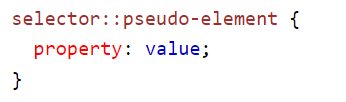 selector::pseudo-element {
  property: value;
}